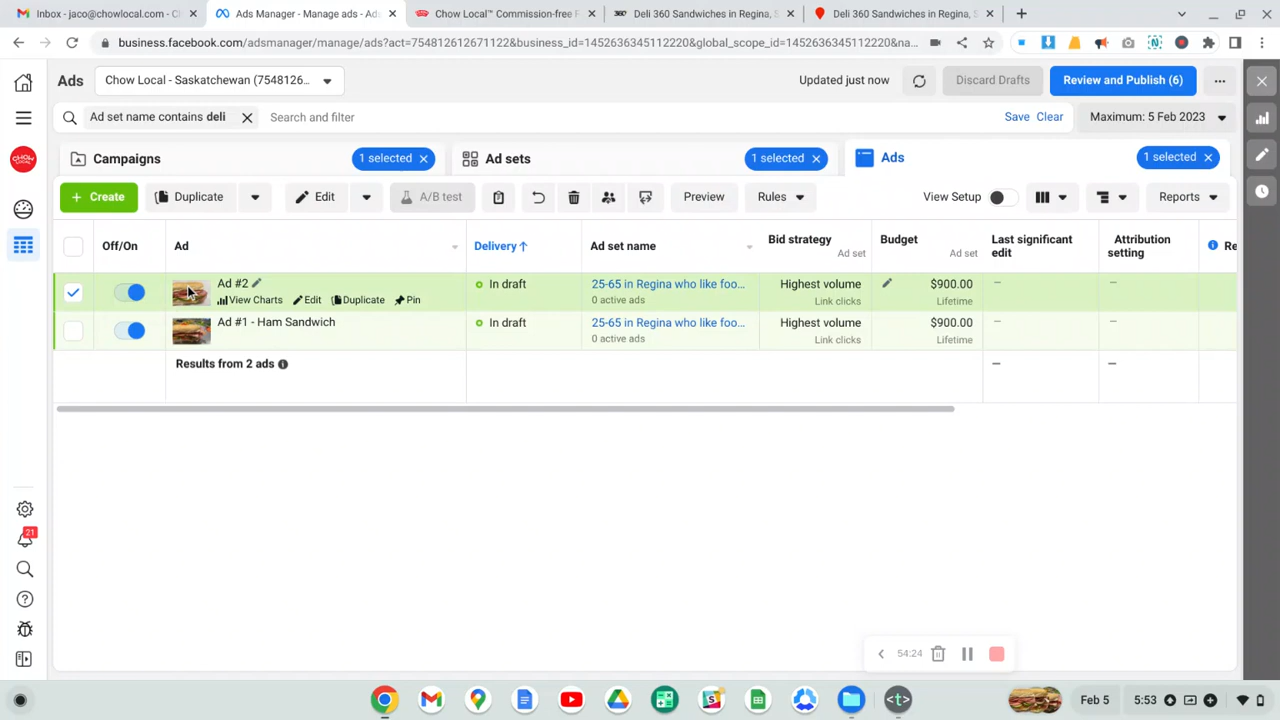 Inbox - jaco@chowlocal.com - C
Ads Manager - Manage ads - Ad
Chow Local™ Commission-free F
Deli 360 Sandwiches in Regina, S
Deli 360 Sandwiches in Regina, S
business.facebook.com/adsmanager/manage/ads?act=754812671671122&business_id=1452636345112220&global_scope_id=1452636345112220&na...
Ads
Chow Local - Saskatchewan (7548126...
Updated just now
Discard Drafts
Review and Publish (6)
Ad set name contains deli
Search and filter
Save
Clear
Maximum: 5 Feb 2023
CHOW LOCAL
Campaigns
1 selected
Ad sets
1 selected
Ads
1 selected
+ Create
Duplicate
Edit
A/B test
Preview
Rules
View Setup
Reports
Off/On
Ad
Delivery ↑
Ad set name
Bid strategy
Ad set
Budget
Ad set
Last significant
edit
Attribution
setting
Re
Ad #2
View Charts
Edit
Duplicate
Pin
In draft
25-65 in Regina who like foo...
0 active ads
Highest volume
Link clicks
$900.00
Lifetime
–
–
Ad #1 - Ham Sandwich
In draft
25-65 in Regina who like foo...
0 active ads
Highest volume
Link clicks
$900.00
Lifetime
–
–
Results from 2 ads
–
–
21
54:24
Feb 5
5:53